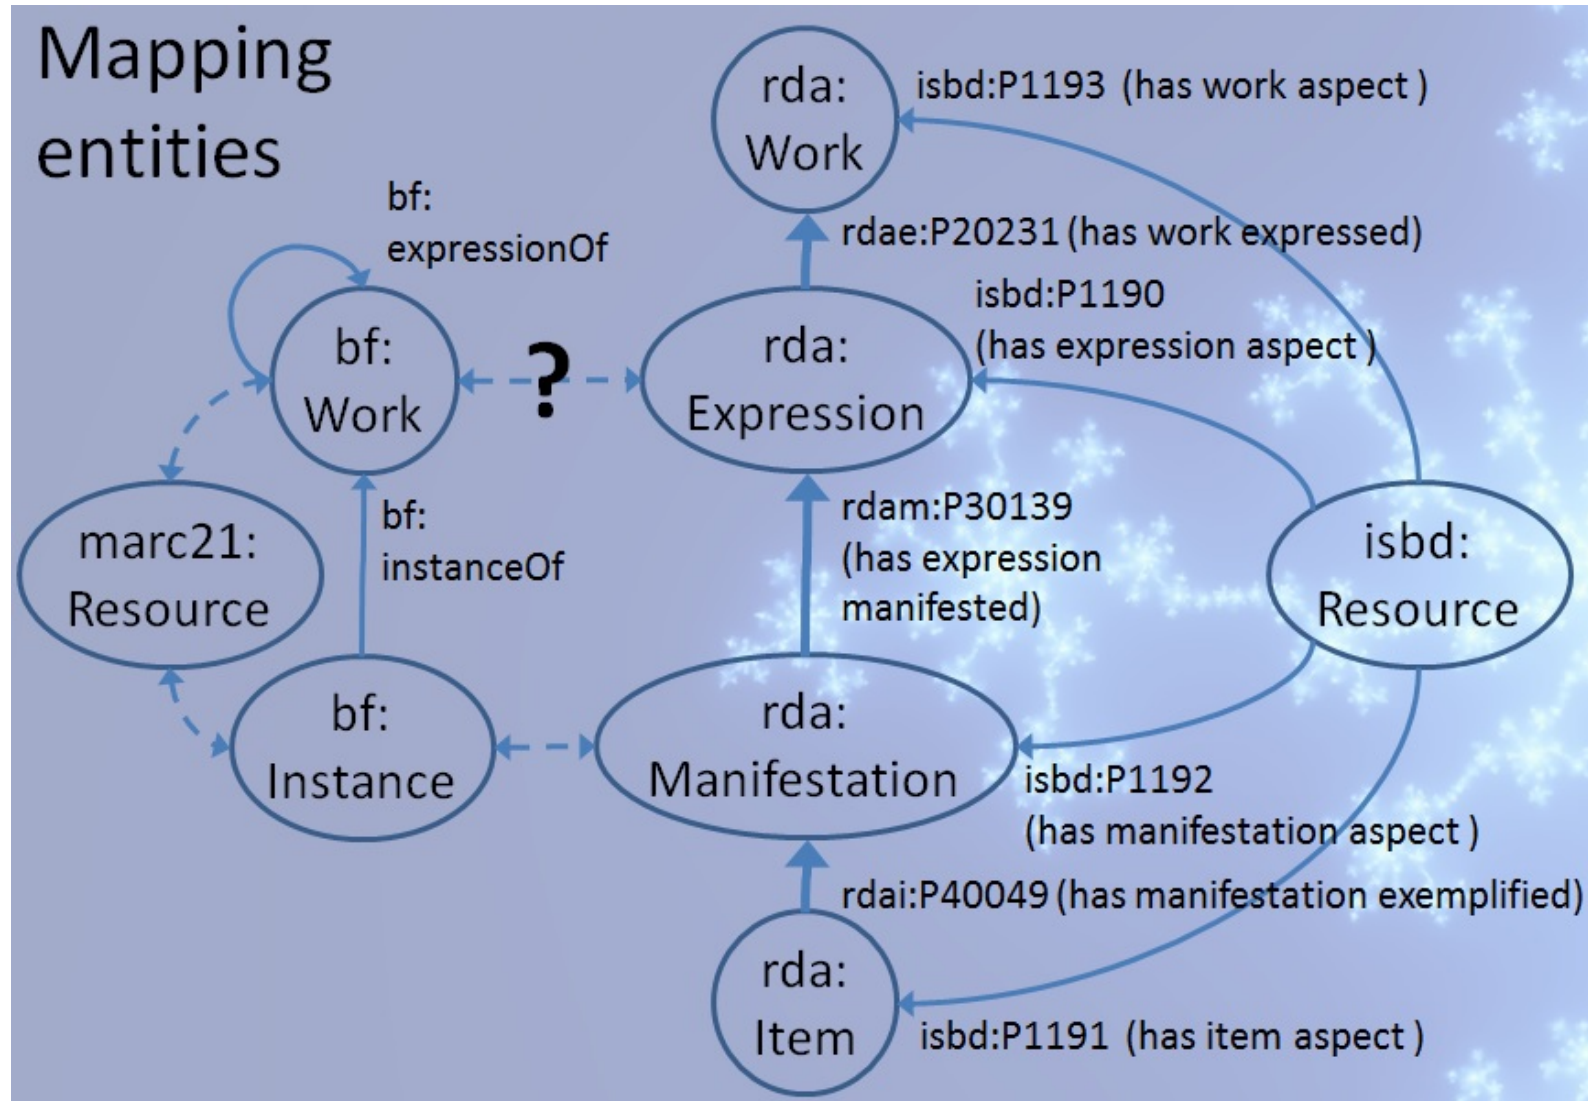 Mapping
entities
rda:
Work
isbd:P1193 (has work aspect )
bf:
expressionOf
rdae:P20231 (has work expressed)
isbd:P1190
(has expression aspect )
bf:
Work
?
rda:
Expression
marc21:
Resource
bf:
instanceOf
rdam:P30139
(has expression
manifested)
isbd:
Resource
bf:
Instance
rda:
Manifestation
isbd:P1192
(has manifestation aspect )
rdai:P40049 (has manifestation exemplified)
rda:
Item
isbd:P1191 (has item aspect )